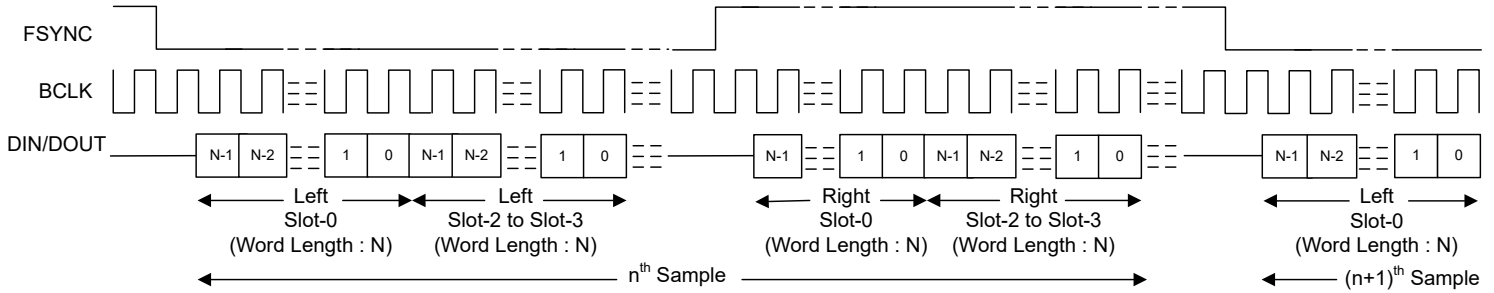 FSYNC
BCLK
DIN/DOUT
N-1 N-2 1 0 N-1 N-2 1 0 N-1 1 0 N-1 N-2 1 0 N-1 N-2 1 0
Left Left Right Right Left
Slot-0 Slot-2 to Slot-3 Slot-0 Slot-2 to Slot-3 Slot-0
(Word Length : N) (Word Length : N) (Word Length : N) (Word Length : N) (Word Length : N)
nth Sample (n+1)th Sample